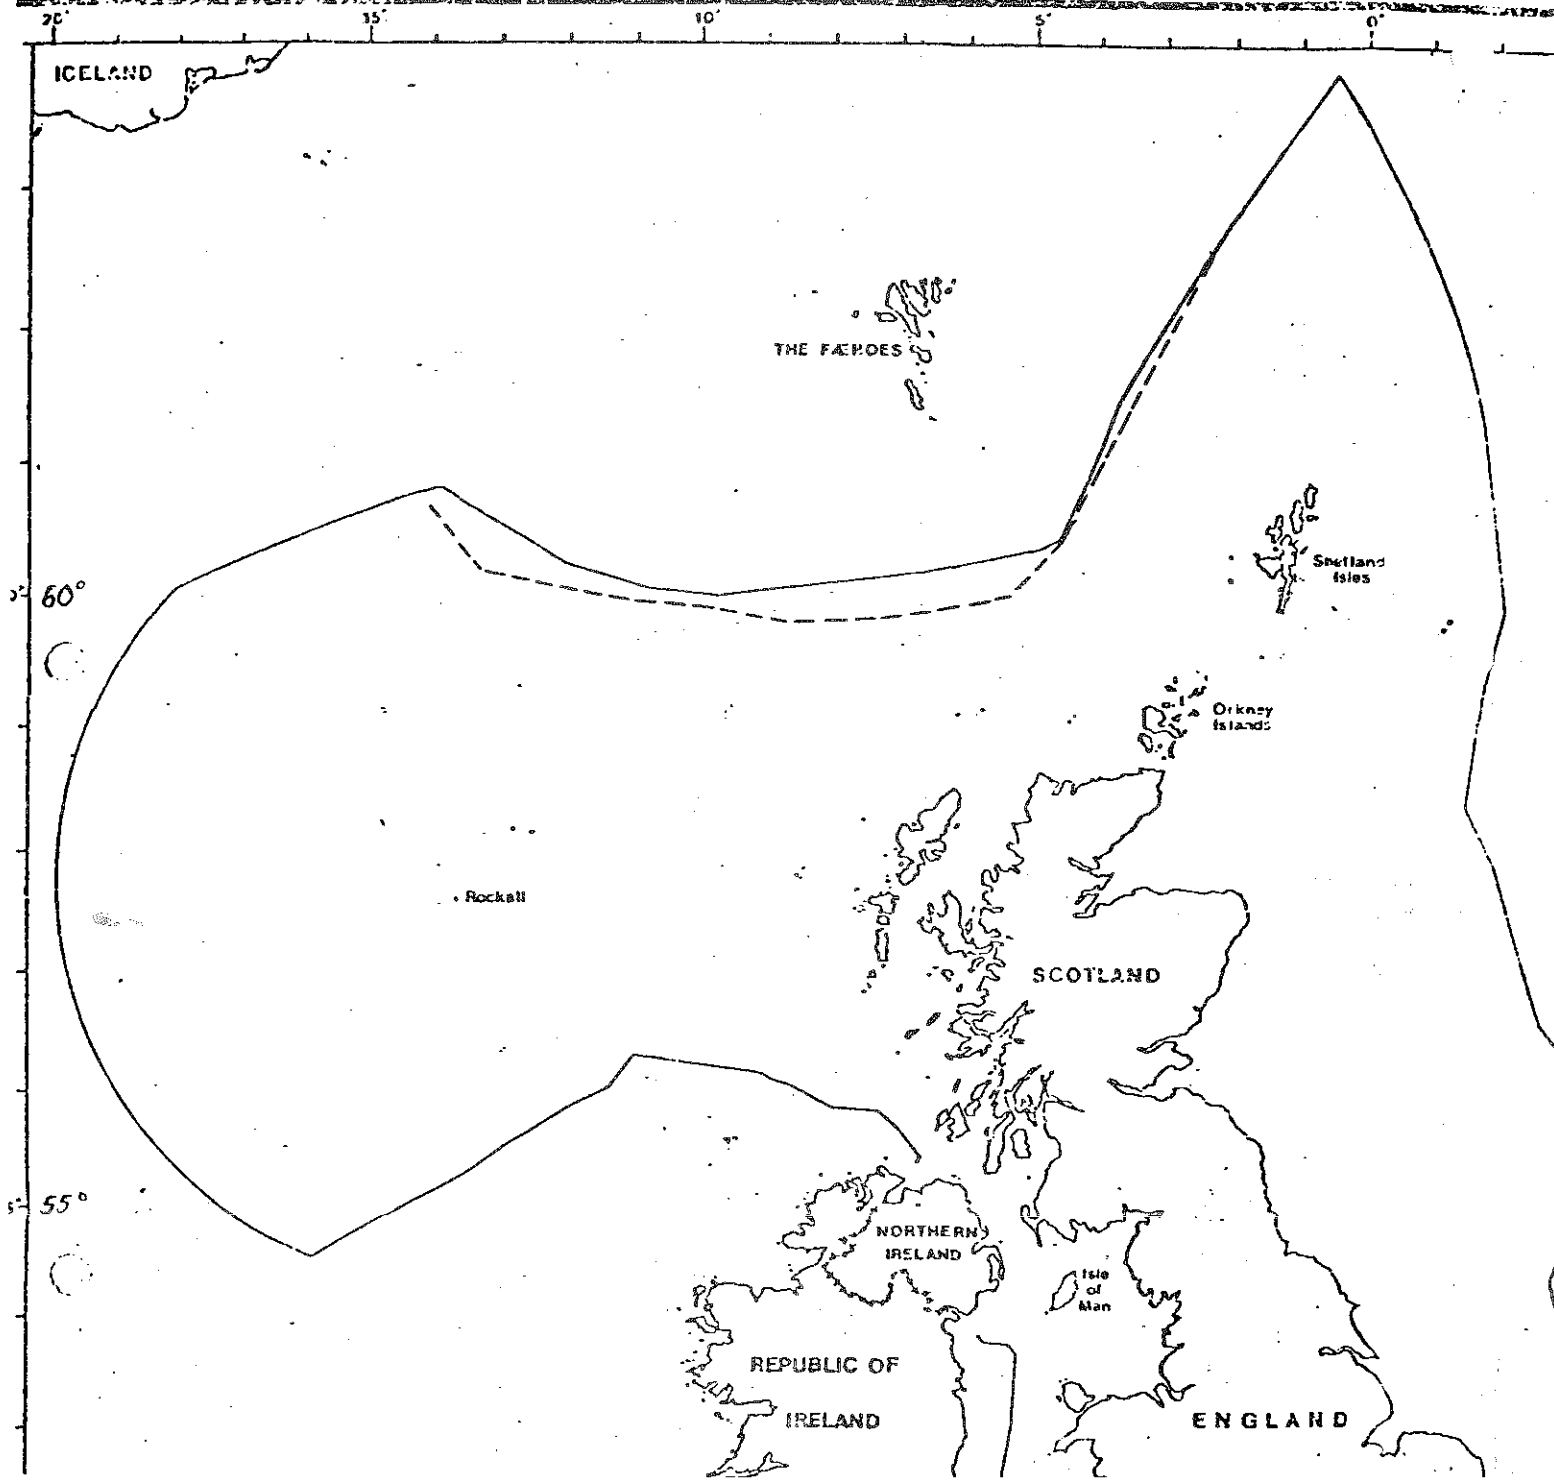 20°
15°
10°
5°
0°
ICELAND
THE FÆROES
60°
Shetland
Isles
Orkney
Islands
Rockall
SCOTLAND
55°
NORTHERN
IRELAND
Isle
of
Man
REPUBLIC OF
IRELAND
ENGLAND